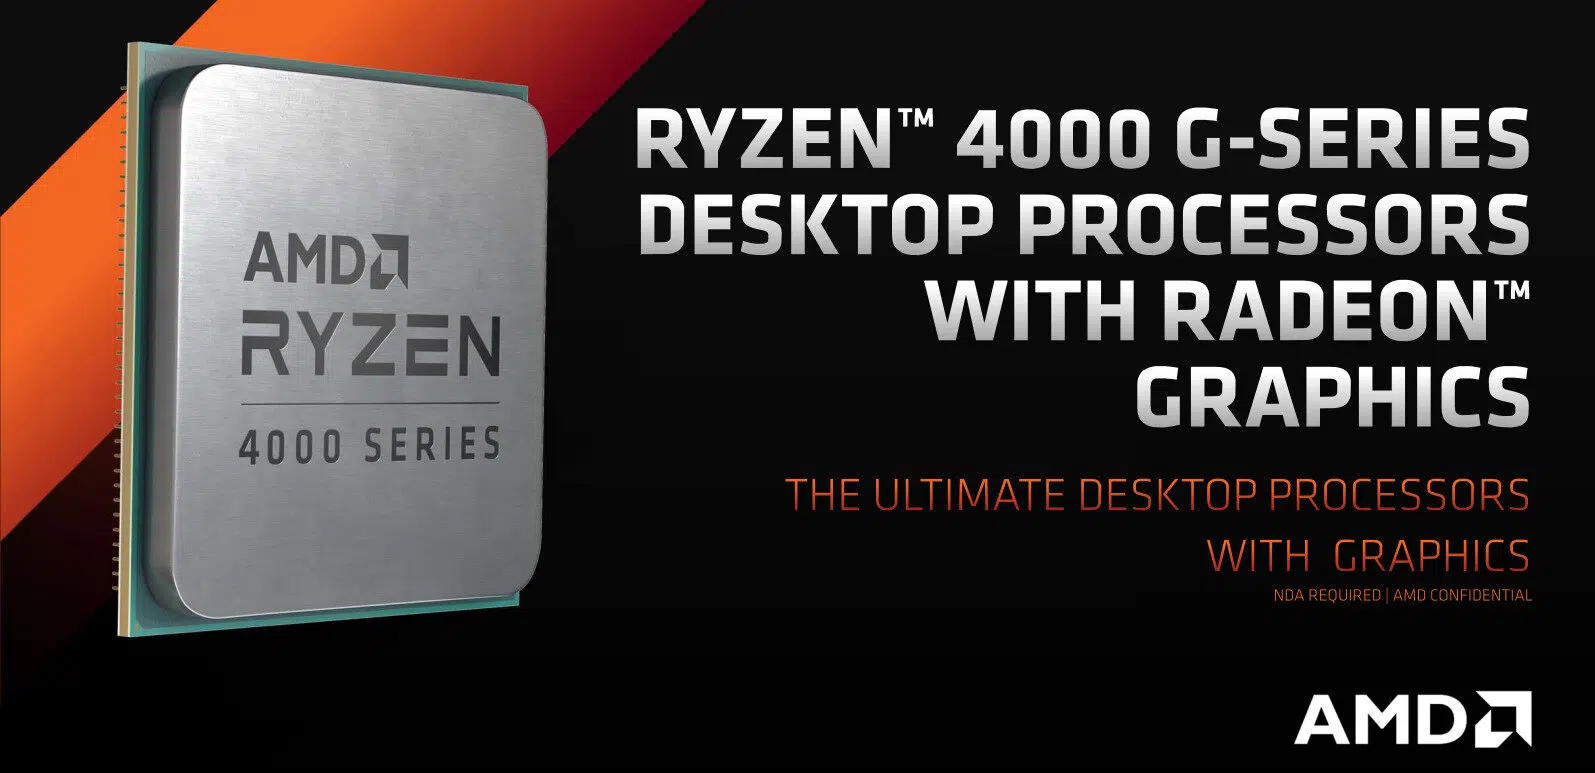 AMD
RYZEN
4000 SERIES
RYZEN™ 4000 G-SERIES
DESKTOP PROCESSORS
WITH RADEON™
GRAPHICS
THE ULTIMATE DESKTOP PROCESSORS
WITH GRAPHICS
NDA REQUIRED | AMD CONFIDENTIAL
AMD